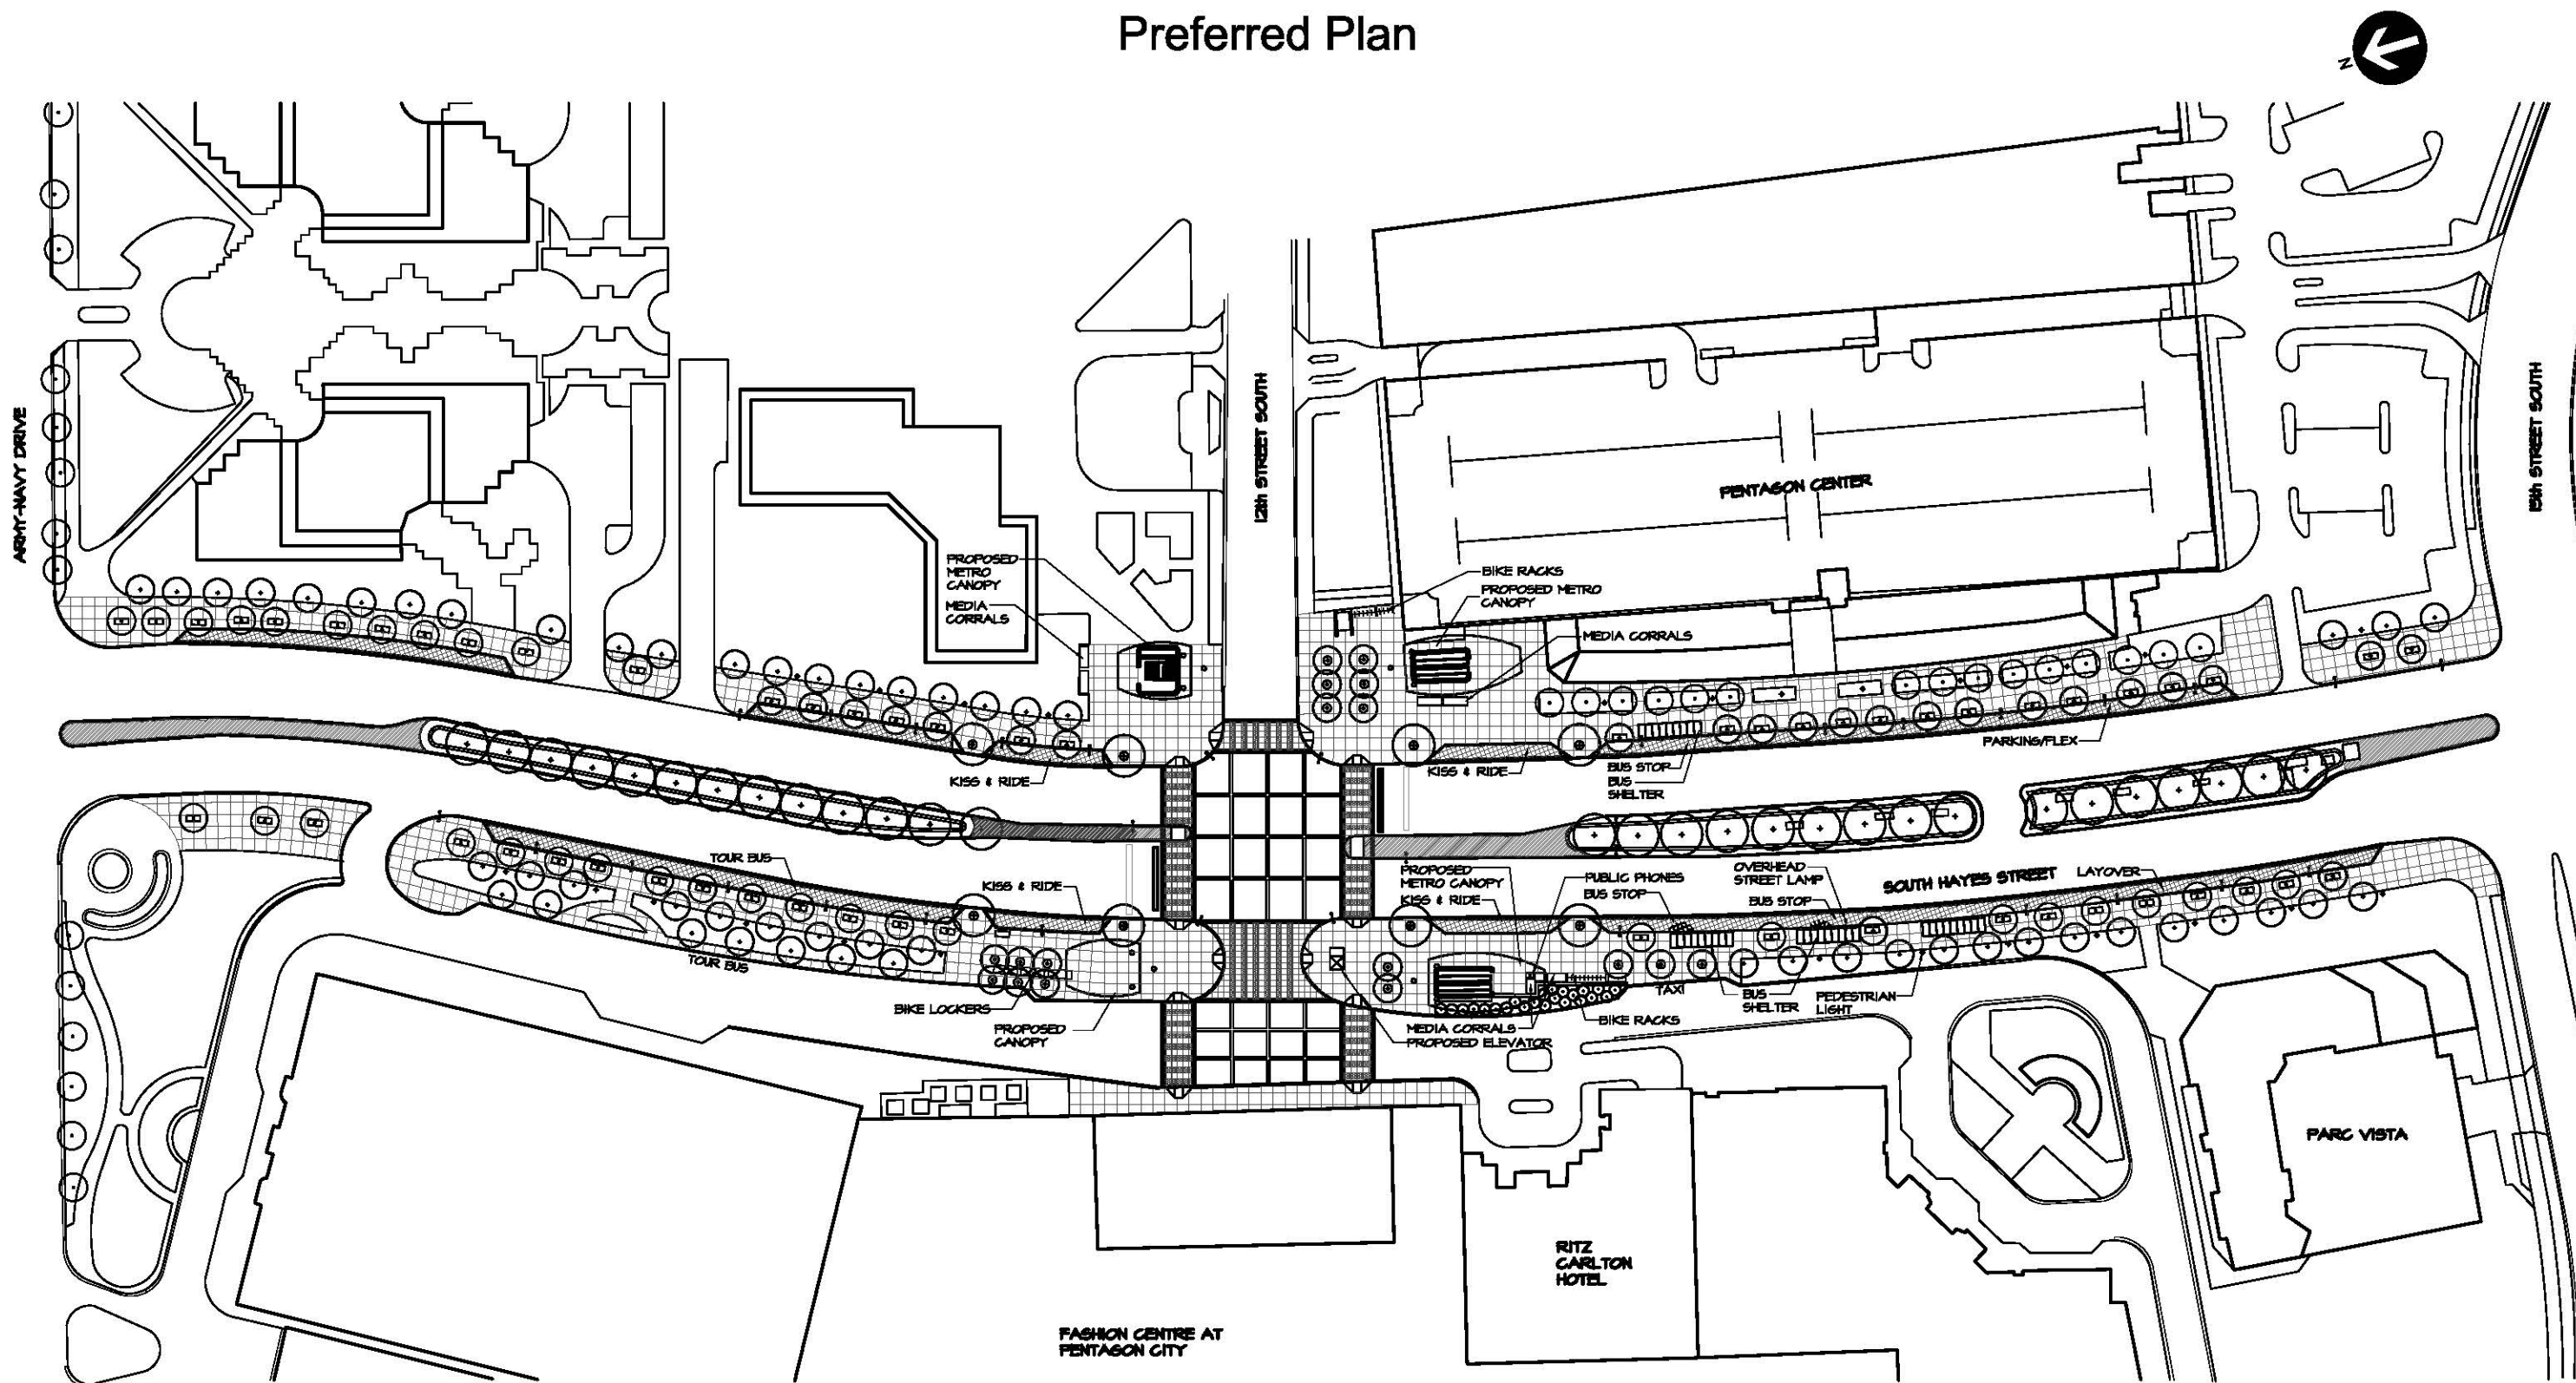 Preferred Plan
N
ARMY-NAVY DRIVE
12th STREET SOUTH
15th STREET SOUTH
PENTAGON CENTER
PROPOSED
METRO
CANOPY
MEDIA
CORRALS
BIKE RACKS
PROPOSED METRO
CANOPY
MEDIA CORRALS
KISS & RIDE
KISS & RIDE
BUS STOP
BUS
SHELTER
PARKING/FLEX
TOUR BUS
KISS & RIDE
PROPOSED
METRO CANOPY
KISS & RIDE
PUBLIC PHONES
BUS STOP
OVERHEAD
STREET LAMP
BUS STOP
SOUTH HAYES STREET
LAYOVER
TOUR BUS
BIKE LOCKERS
PROPOSED
CANOPY
MEDIA CORRALS
PROPOSED ELEVATOR
BIKE RACKS
TAXI
BUS
SHELTER
PEDESTRIAN
LIGHT
PARC VISTA
RITZ
CARLTON
HOTEL
FASHION CENTRE AT
PENTAGON CITY